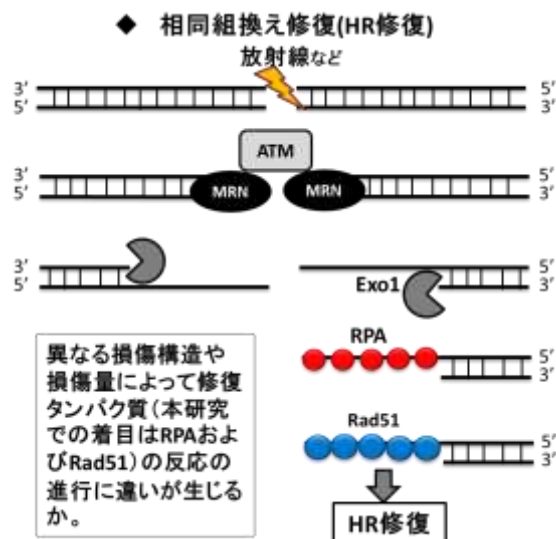 ◆ 相同組換え修復(HR修復)
放射線など
3′ 5′
5′ 3′
ATM
3′ MRN MRN 5′
5′ 3′
3′ 5′
5′ Exo1 3′
RPA
5′
3′
Rad51
5′
3′
HR修復
異なる損傷構造や
損傷量によって修復
タンパク質(本研究
での着目はRPAおよ
びRad51)の反応の
進行に違いが生じる
か。